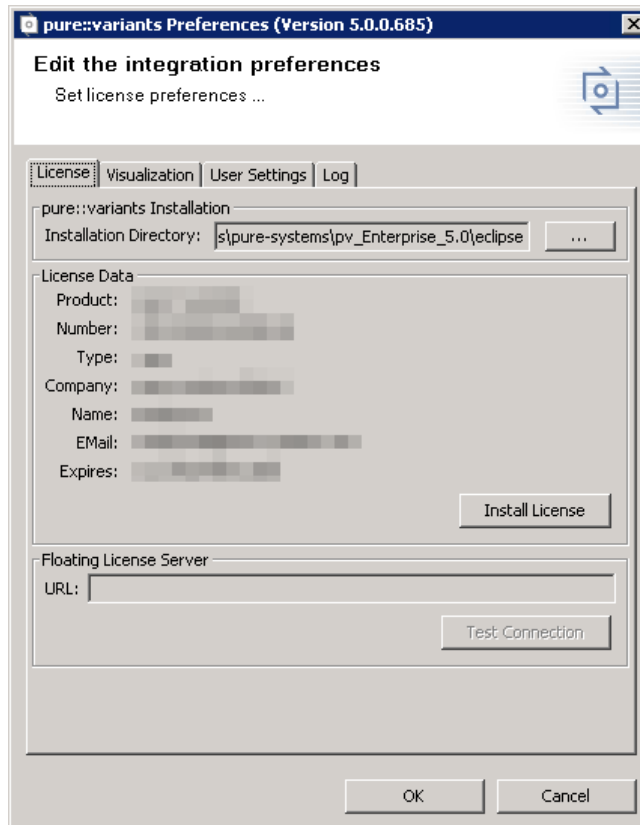 pure::variants Preferences (Version 5.0.0.685)
Edit the integration preferences
Set license preferences ...
License Visualization User Settings Log
pure::variants Installation
Installation Directory: s\pure-systems\pv_Enterprise_5.0\eclipse ...
License Data
Product:
Number:
Type:
Company:
Name:
EMail:
Expires:
Install License
Floating License Server
URL:
Test Connection
OK Cancel